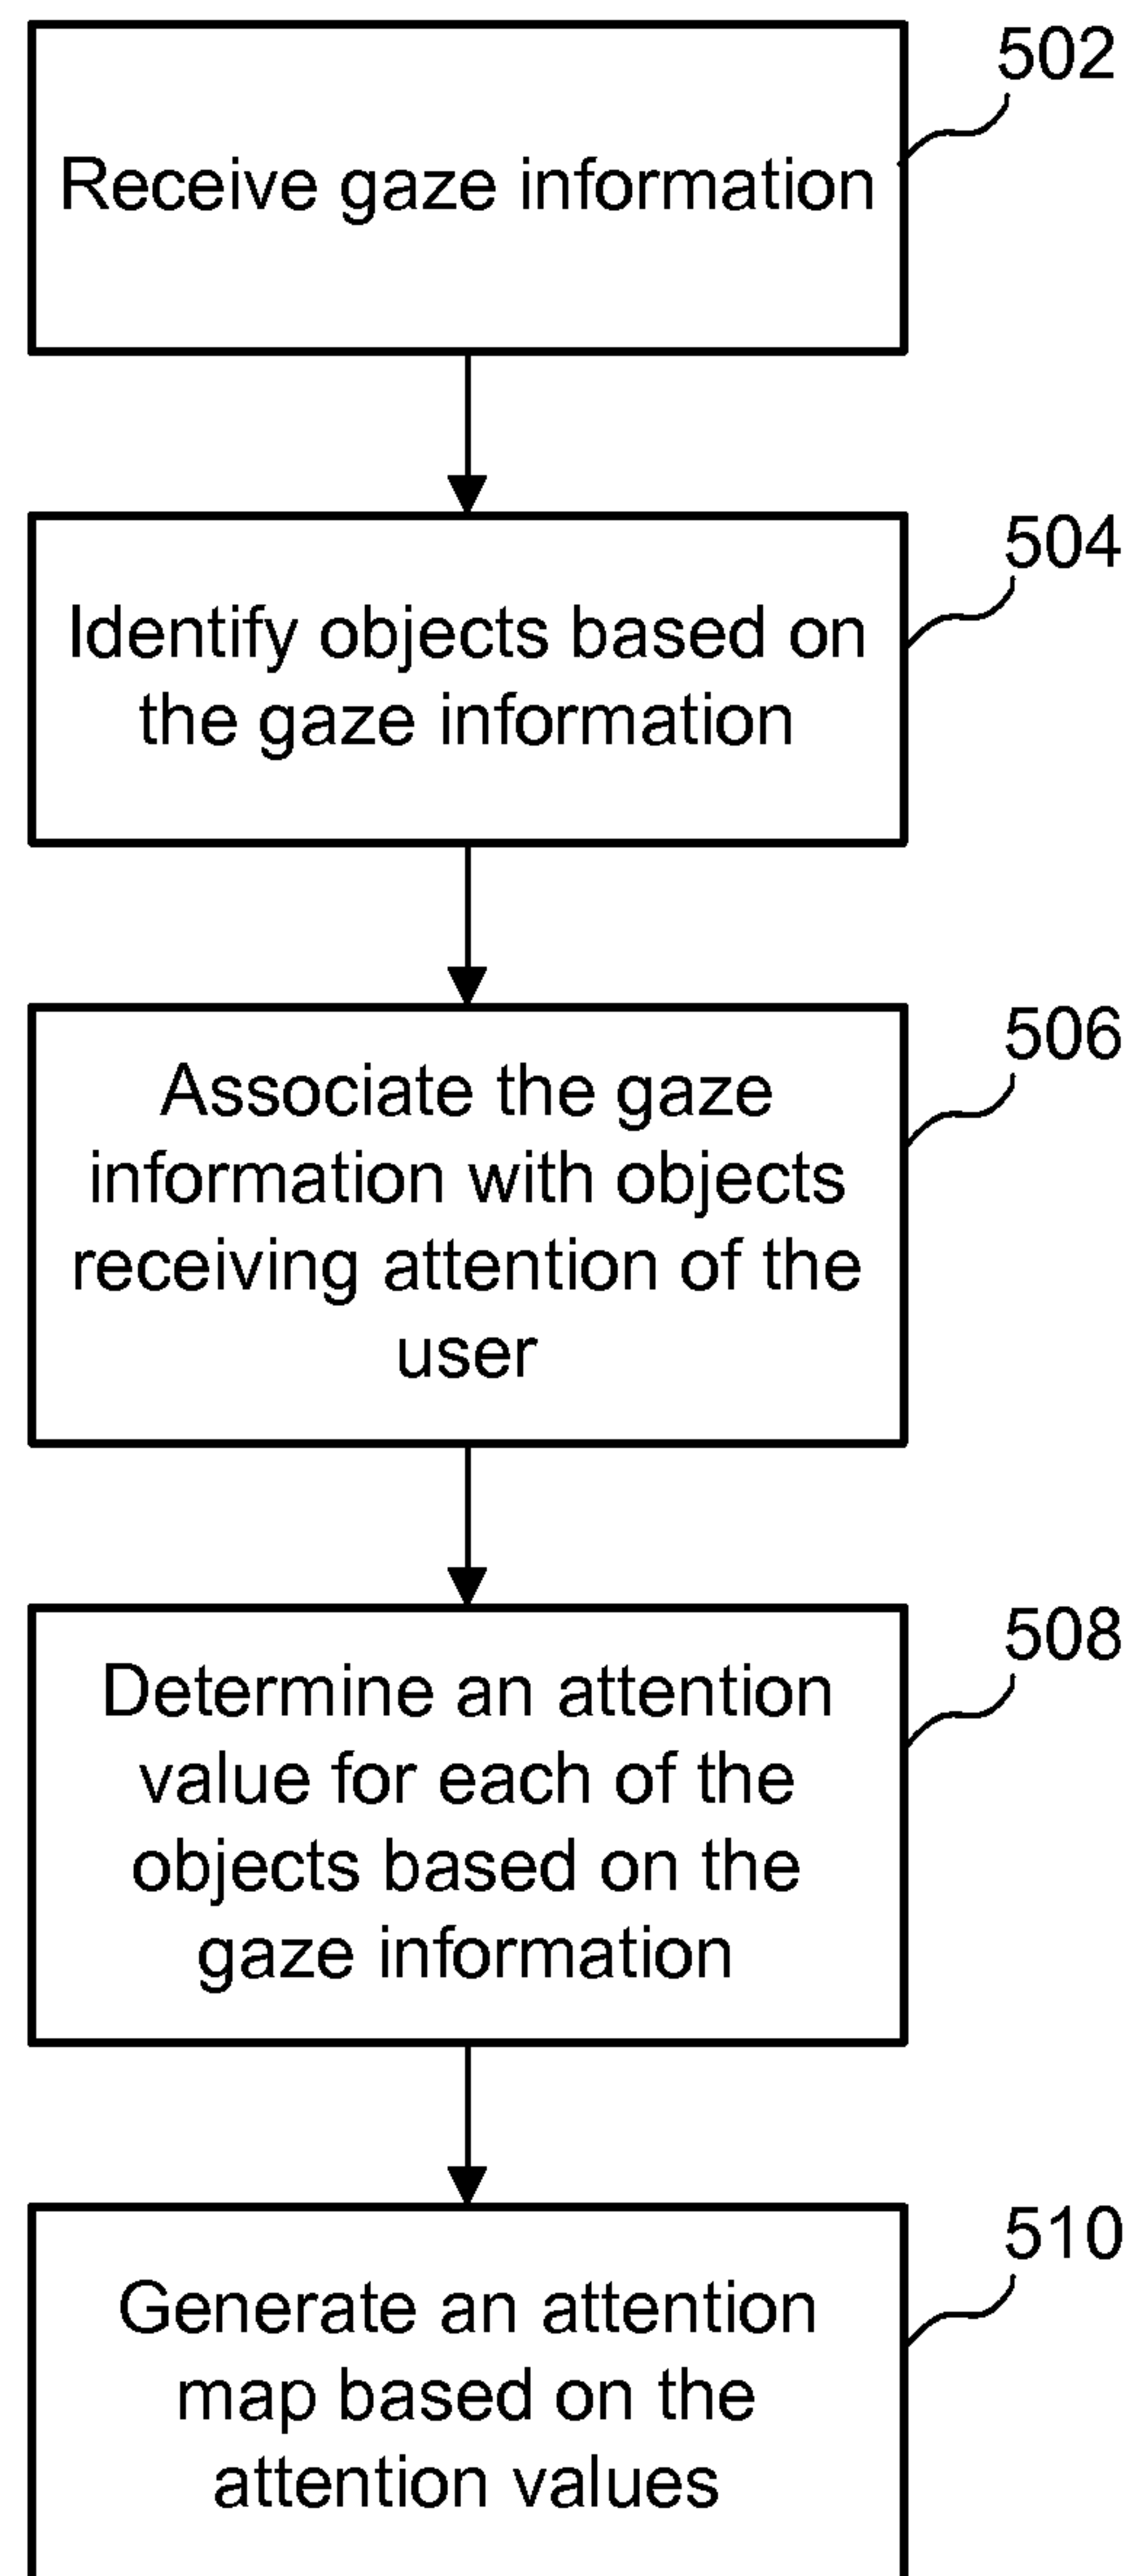 502
Receive gaze information
504
Identify objects based on
the gaze information
506
Associate the gaze
information with objects
receiving attention of the
user
508
Determine an attention
value for each of the
objects based on the
gaze information
510
Generate an attention
map based on the
attention values